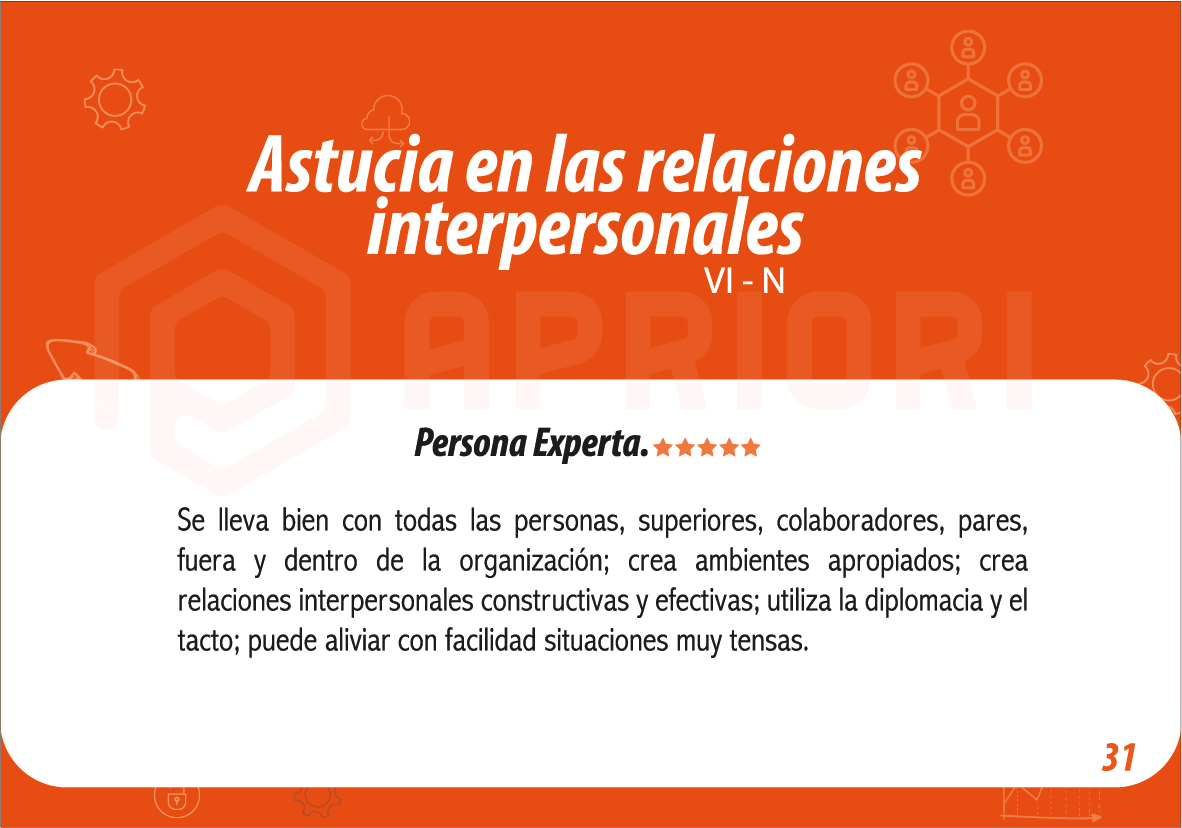 Astucia en las relaciones
interpersonales
VI - N
APRIORI
Persona Experta.
Se lleva bien con todas las personas, superiores, colaboradores, pares,
fuera y dentro de la organización; crea ambientes apropiados; crea
relaciones interpersonales constructivas y efectivas; utiliza la diplomacia y el
tacto; puede aliviar con facilidad situaciones muy tensas.
31